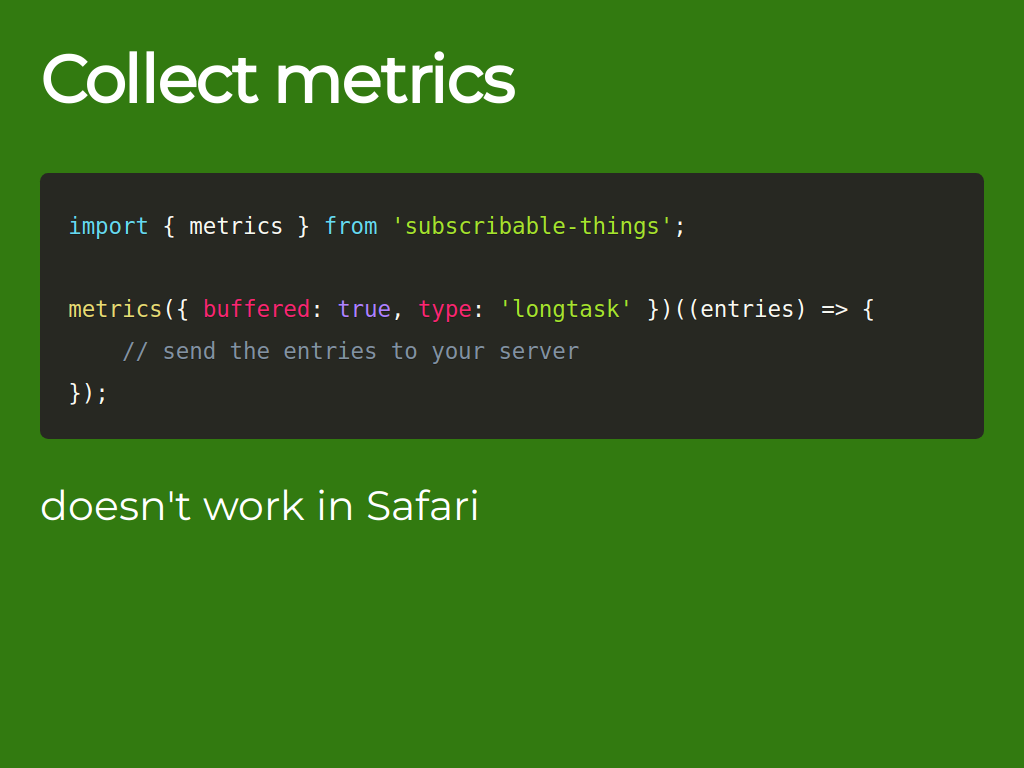 Collect metrics
import { metrics } from 'subscribable-things';
metrics({ buffered: true, type: 'longtask' })((entries) => {
    // send the entries to your server
});
doesn't work in Safari